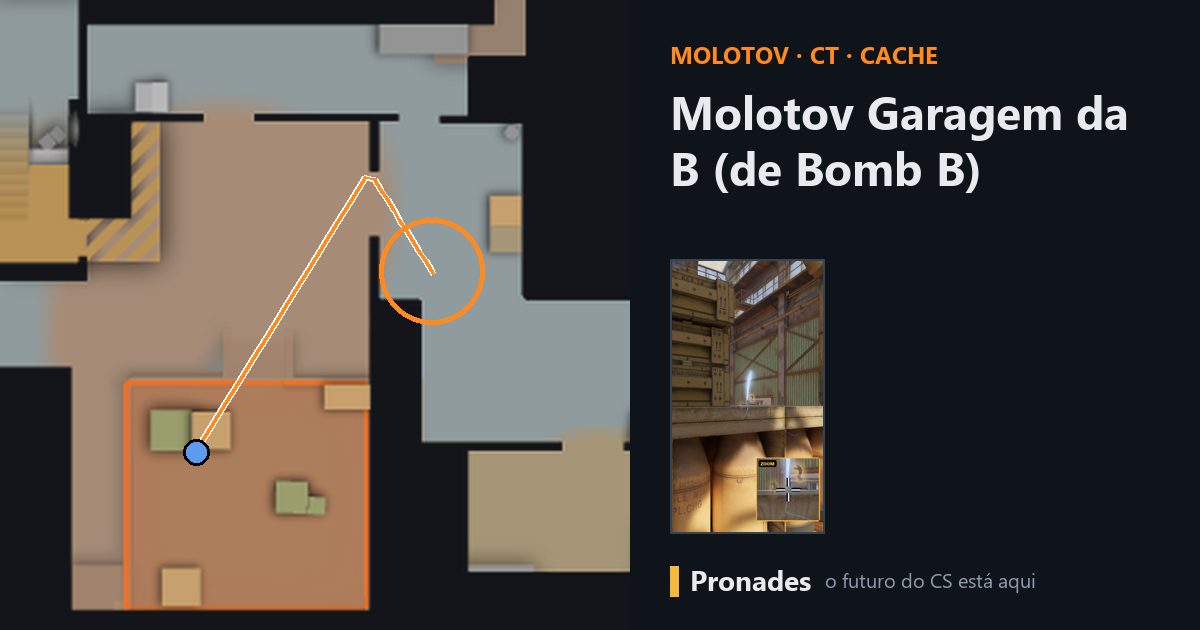 MOLOTOV · CT · CACHE
Molotov Garagem da
B (de Bomb B)
ZOOM
Pronades o futuro do CS está aqui